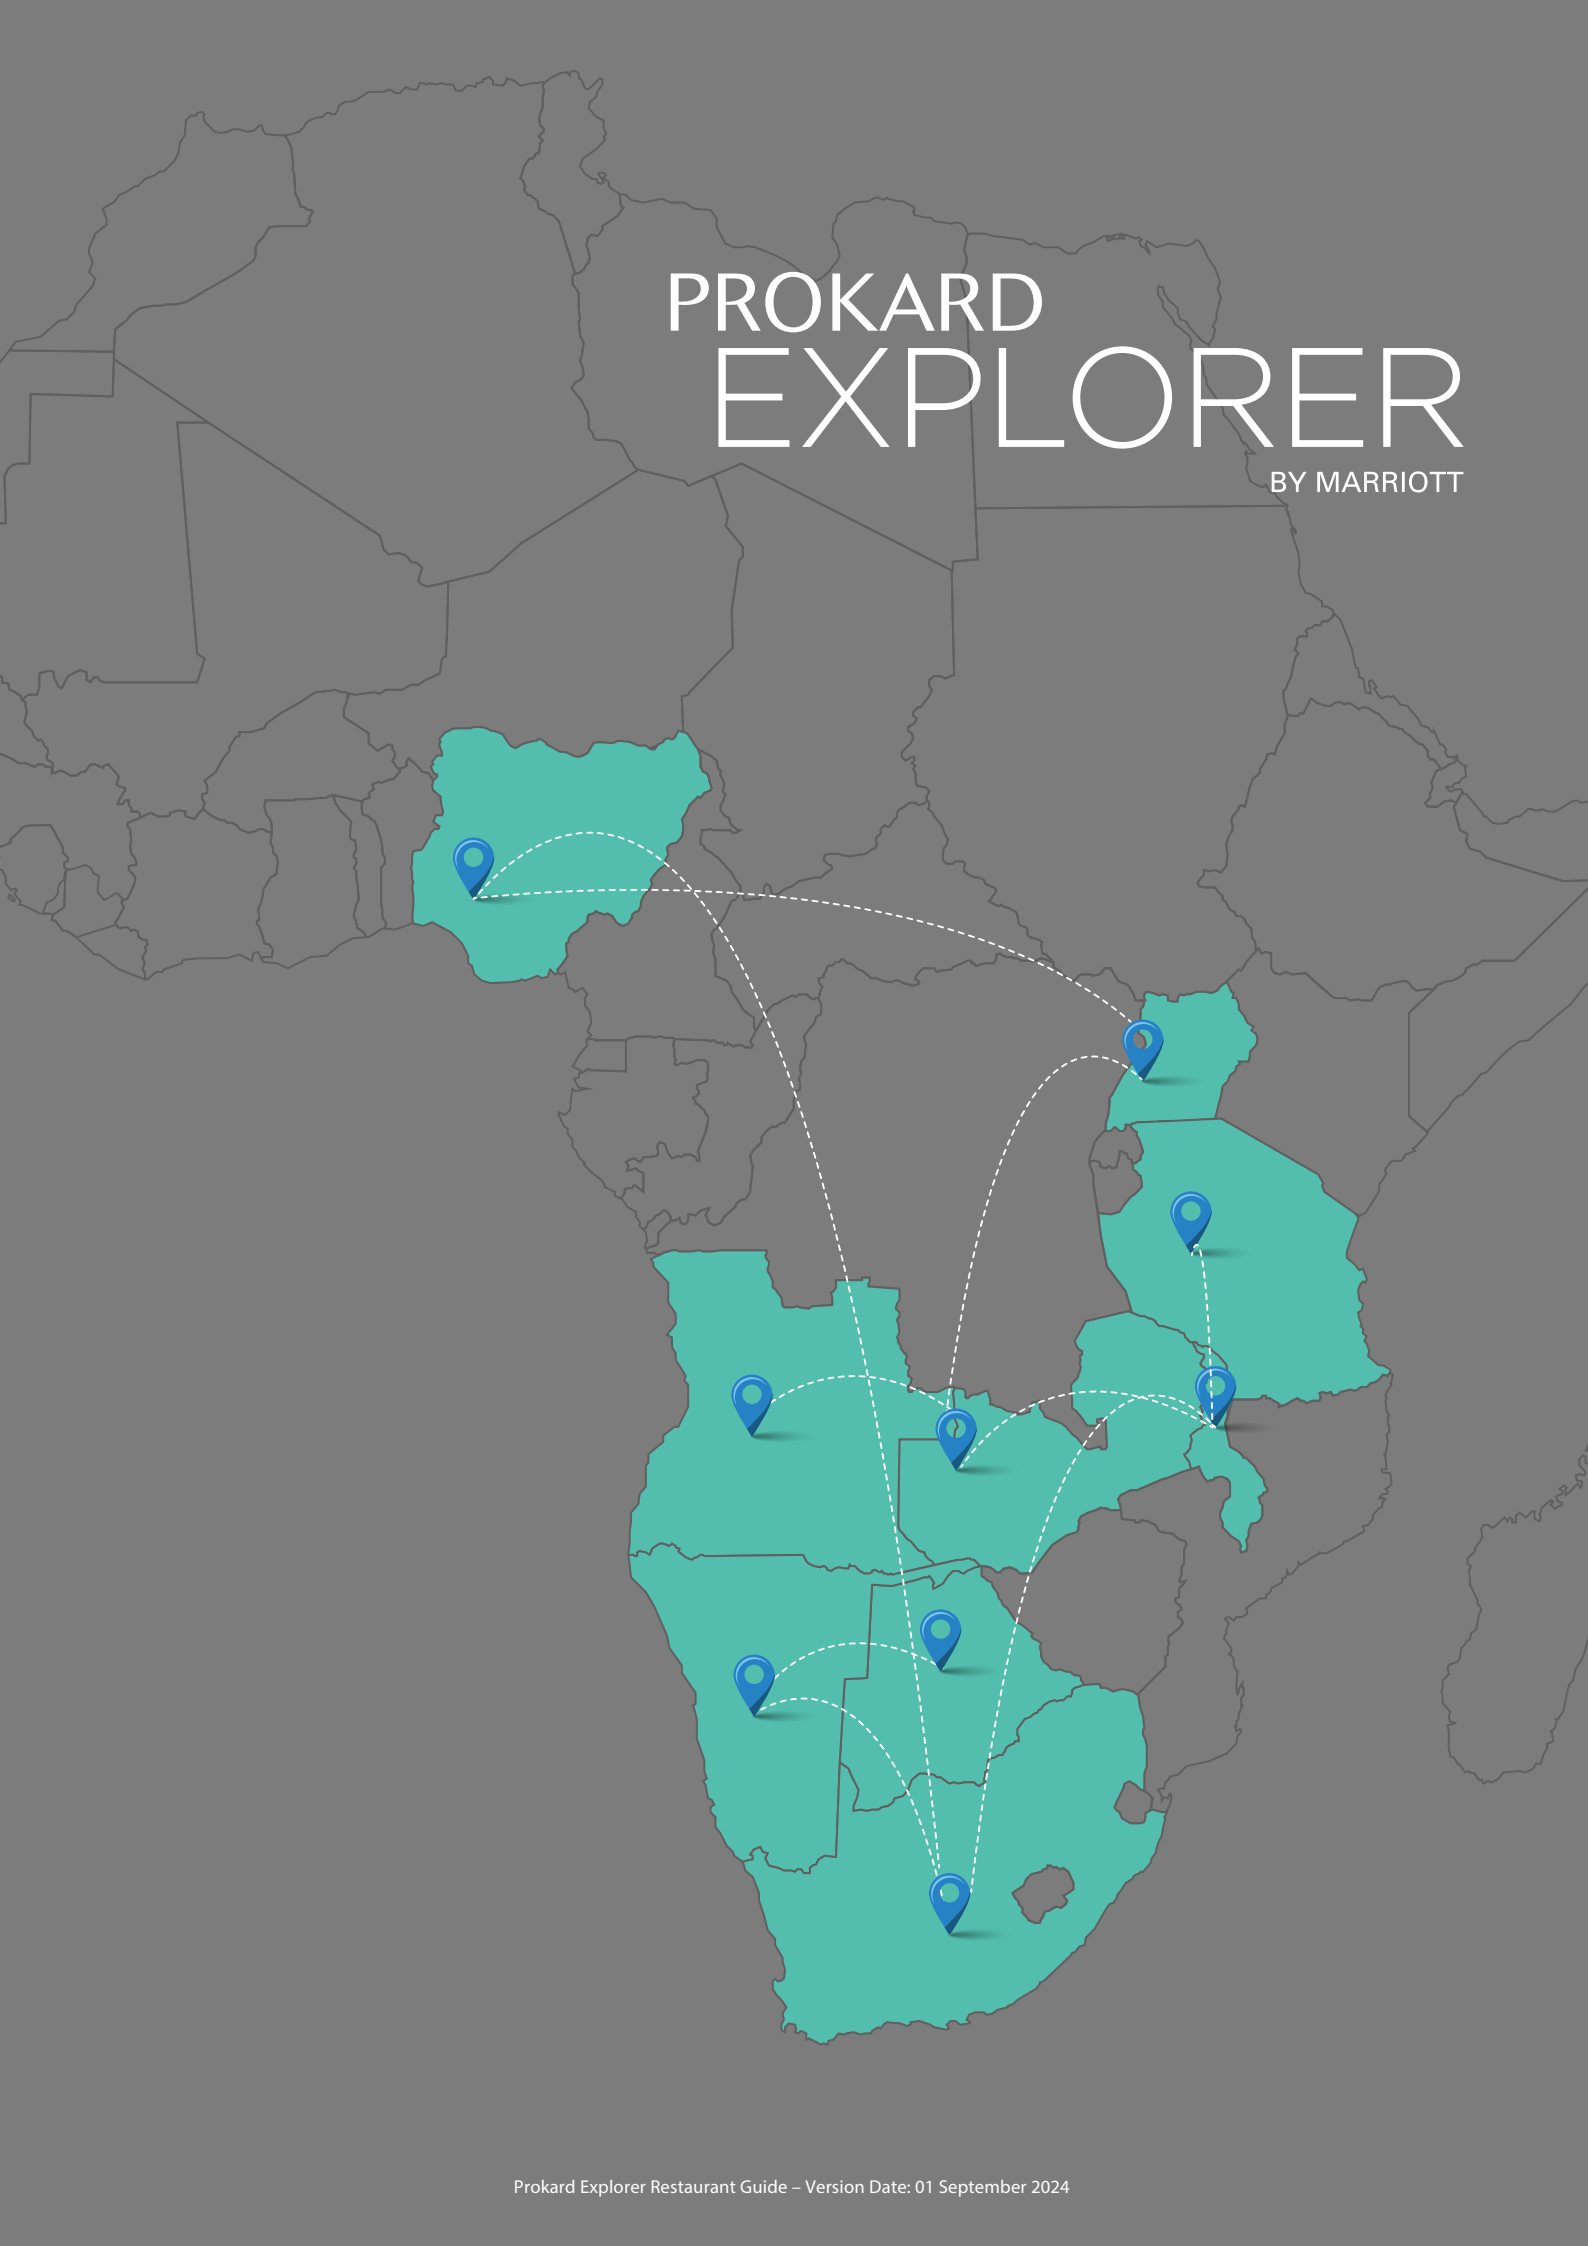 PROKARD
EXPLORER
BY MARRIOTT
Prokard Explorer Restaurant Guide – Version Date: 01 September 2024